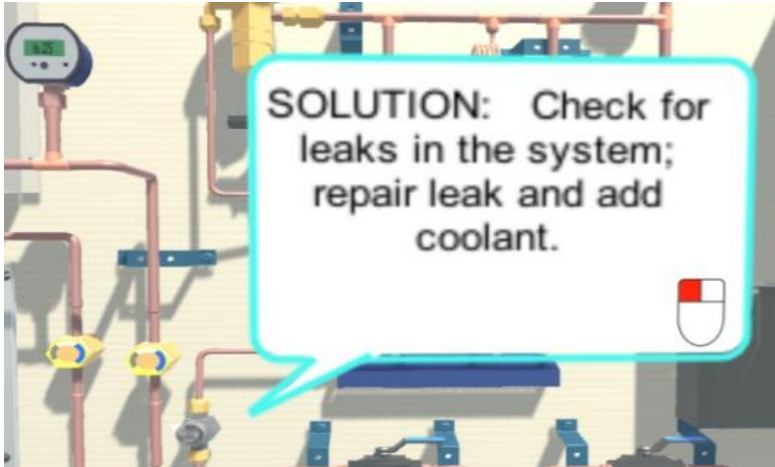 SOLUTION: Check for
leaks in the system;
repair leak and add
coolant.